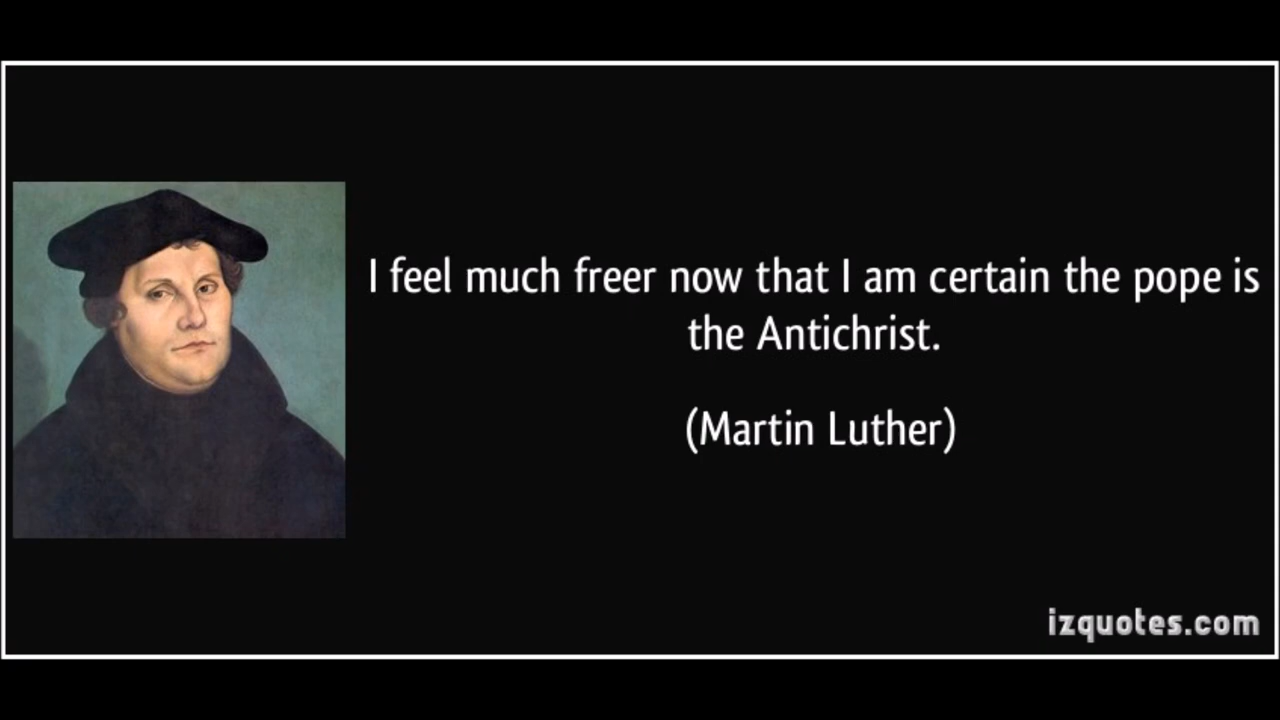 I feel much freer now that I am certain the pope is
the Antichrist.
(Martin Luther)
izquotes.com